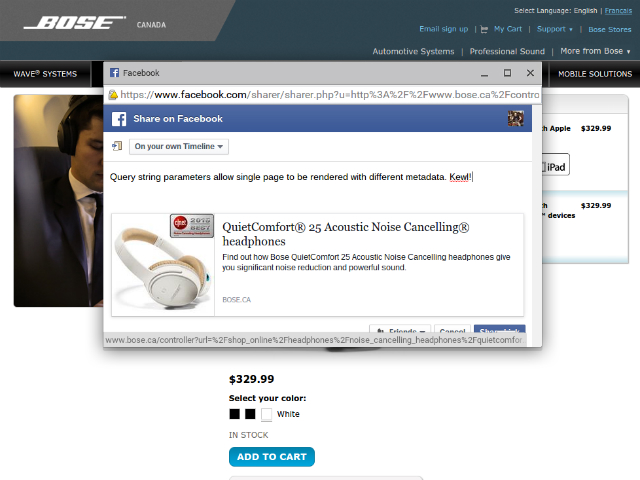 Select Language: English | Français
BOSE CANADA
Email sign up | My Cart | Support | Bose Stores
Automotive Systems | Professional Sound | More from Bose
WAVE® SYSTEMS
MOBILE SOLUTIONS
Facebook
https://www.facebook.com/sharer/sharer.php?u=http%3A%2F%2Fwww.bose.ca%2Fcontro
Share on Facebook
On your own Timeline
Query string parameters allow single page to be rendered with different metadata. Kewl!
Apple $329.99
iPad
$329.99
devices
QuietComfort® 25 Acoustic Noise Cancelling® headphones
Find out how Bose QuietComfort 25 Acoustic Noise Cancelling headphones give
you significant noise reduction and powerful sound.
BOSE.CA
Friends Cancel Share Link
www.bose.ca/controller?url=%2Fshop_online%2Fheadphones%2Fnoise_cancelling_headphones%2Fquietcomfor
$329.99
Select your color:
White
IN STOCK
ADD TO CART